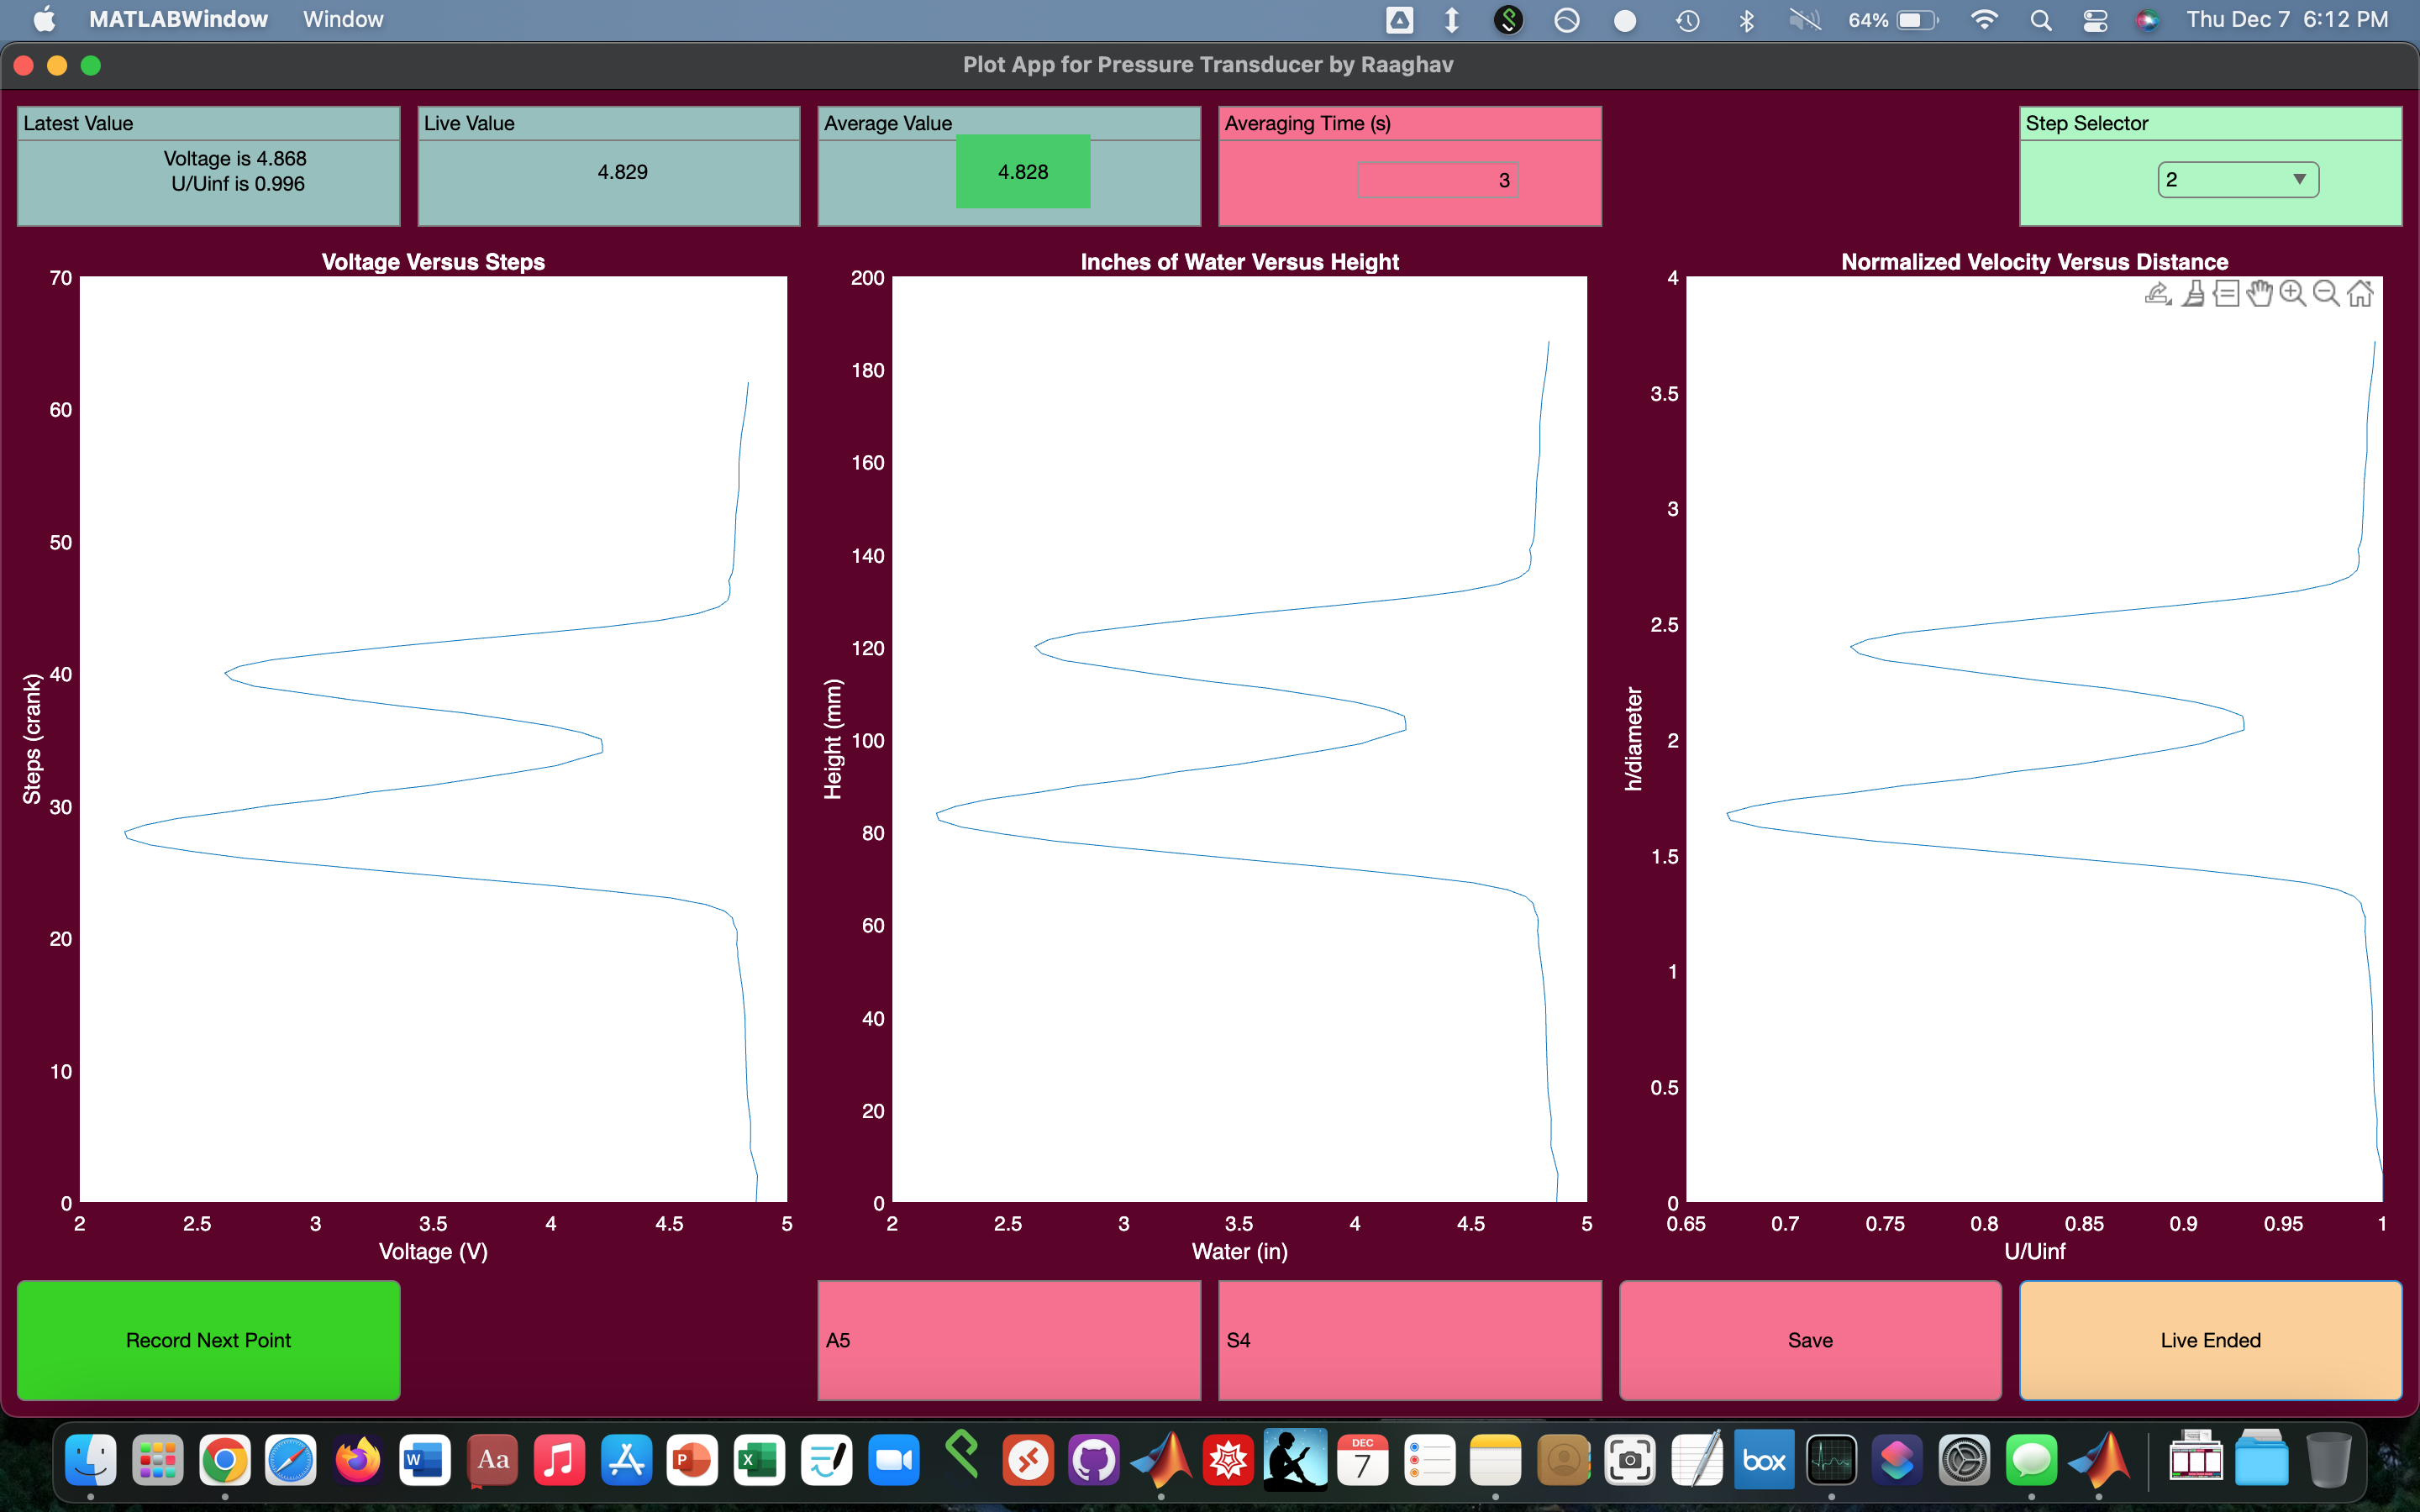 MATLABWindow Window 64% Thu Dec 7 6:12 PM
Plot App for Pressure Transducer by Raaghav
Latest Value
Voltage is 4.868
U/Uinf is 0.996
Live Value
4.829
Average Value
4.828
Averaging Time (s)
3
Step Selector
2
Voltage Versus Steps
70
60
50
40
30
20
10
0
Steps (crank)
2 2.5 3 3.5 4 4.5 5
Voltage (V)
Inches of Water Versus Height
200
180
160
140
120
100
80
60
40
20
0
Height (mm)
2 2.5 3 3.5 4 4.5 5
Water (in)
Normalized Velocity Versus Distance
4
3.5
3
2.5
2
1.5
1
0.5
0
h/diameter
0.65 0.7 0.75 0.8 0.85 0.9 0.95 1
U/Uinf
Record Next Point
A5
S4
Save
Live Ended
W Aa P X DEC 7 box